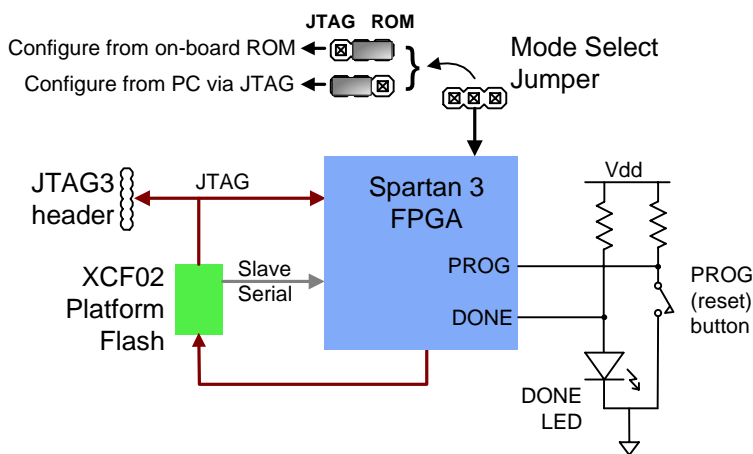 JTAG ROM
Configure from on-board ROM
Configure from PC via JTAG
Mode Select
Jumper
JTAG3
header
JTAG
Spartan 3
FPGA
Vdd
XCF02
Platform
Flash
Slave
Serial
PROG
DONE
PROG
(reset)
button
DONE
LED